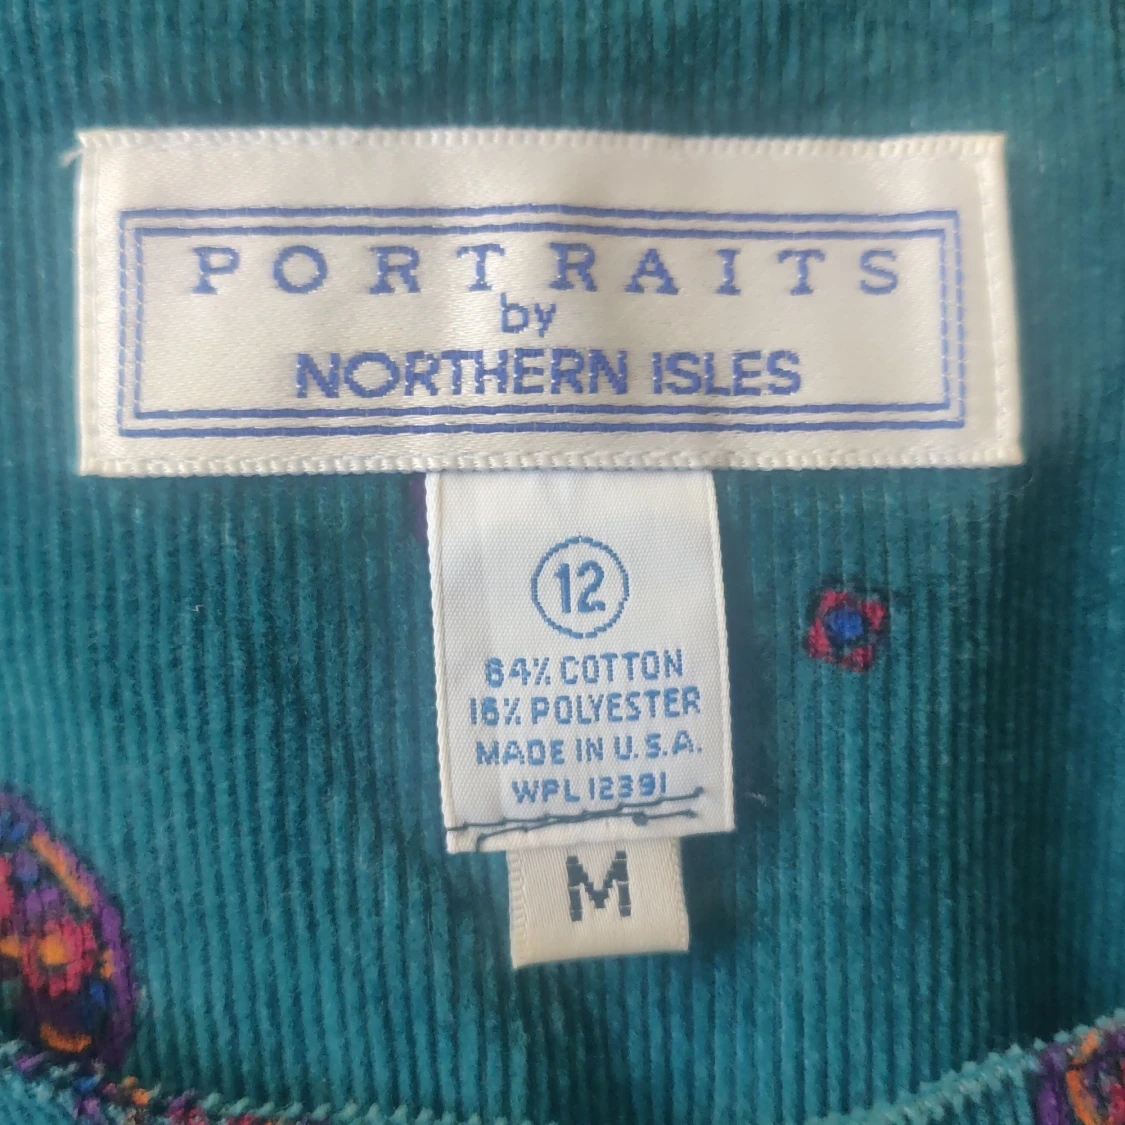 PORTRAITS
by
NORTHERN ISLES
12
84% COTTON
16% POLYESTER
MADE IN U.S.A.
WPL 12391
M